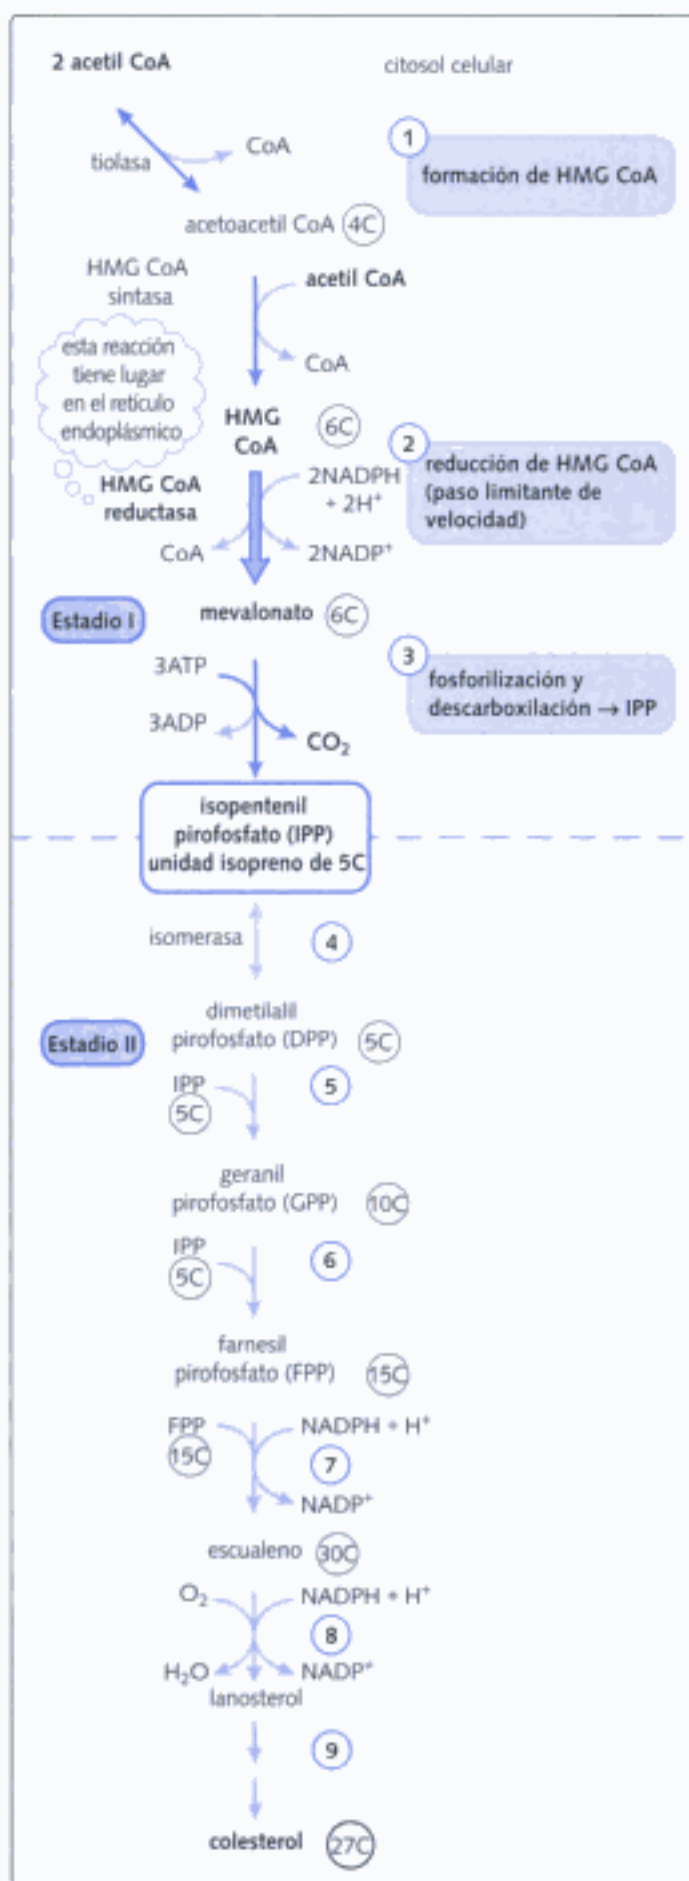 2 acetil CoA
citosol celular
tiolasa
CoA
1
formación de HMG CoA
acetoacetil CoA 4C
HMG CoA
sintasa
acetil CoA
CoA
esta reacción
tiene lugar
en el retículo
endoplásmico
HMG
CoA
6C
2
reducción de HMG CoA
(paso limitante de
velocidad)
HMG CoA
reductasa
2NADPH
+ 2H⁺
CoA
2NADP⁺
Estadio I
mevalonato 6C
3
fosforilización y
descarboxilación → IPP
3ATP
3ADP
CO₂
isopentenil
pirofosfato (IPP)
unidad isopreno de 5C
isomerasa
4
Estadio II
dimetilalil
pirofosfato (DPP) 5C
IPP
5C
5
geranil
pirofosfato (GPP) 10C
IPP
5C
6
farnesil
pirofosfato (FPP) 15C
FPP
15C
NADPH + H⁺
7
NADP⁺
escualeno 30C
O₂
NADPH + H⁺
8
H₂O
NADP⁺
lanosterol
9
colesterol 27C